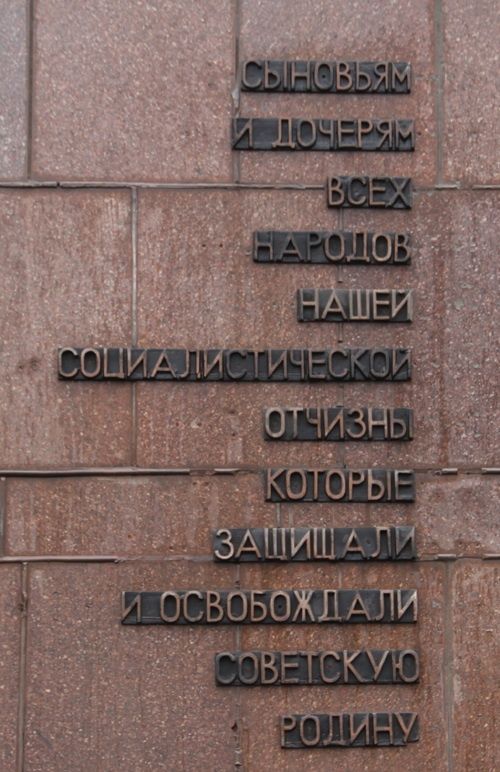 СЫНОВЬЯМ
И ДОЧЕРЯМ
ВСЕХ
НАРОДОВ
НАШЕЙ
СОЦИАЛИСТИЧЕСКОЙ
ОТЧИЗНЫ
КОТОРЫЕ
ЗАЩИЩАЛИ
И ОСВОБОЖДАЛИ
СОВЕТСКУЮ
РОДИНУ